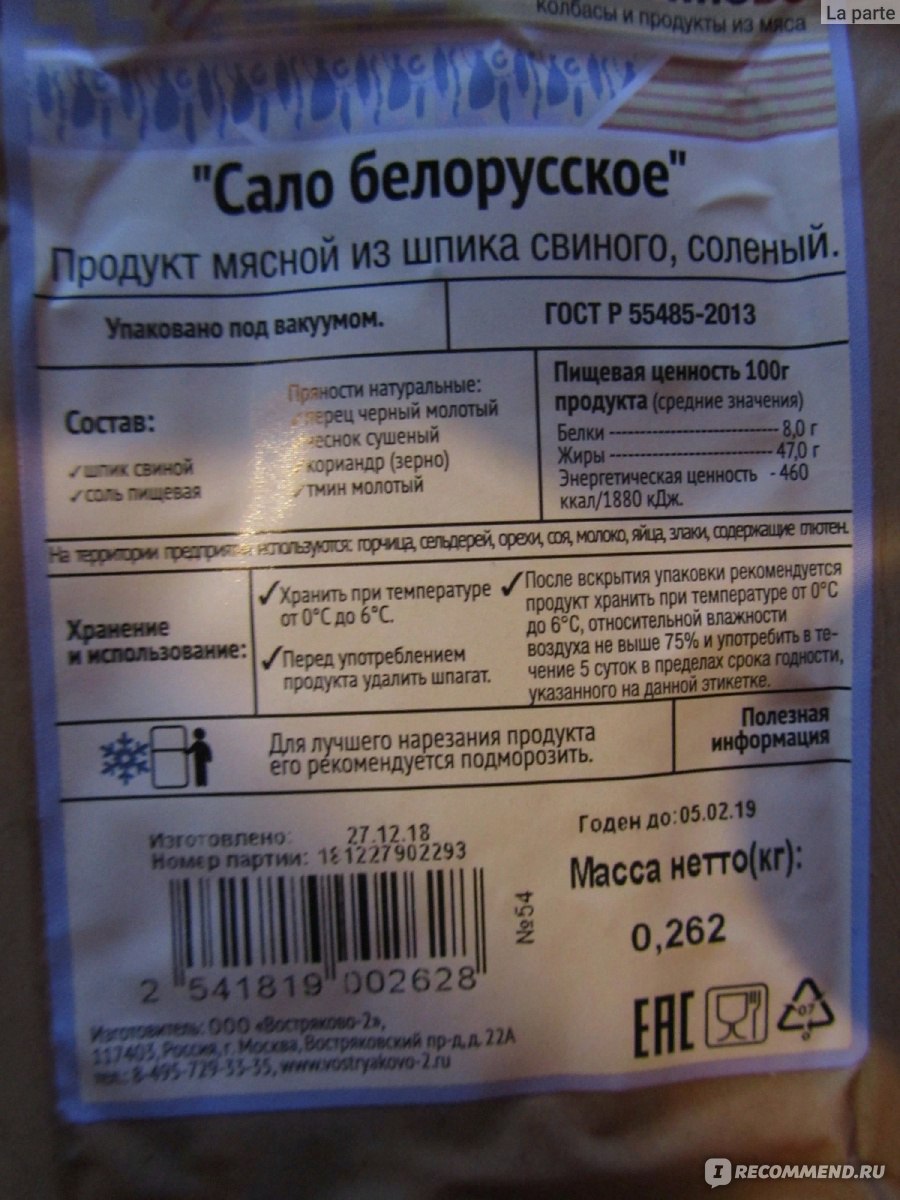 La parte
колбасы и продукты из мяса
"Сало белорусское"
Продукт мясной из шпика свиного, соленый.
Упаковано под вакуумом.
ГОСТ Р 55485-2013
Состав:
✓шпик свиной
✓соль пищевая
Пряности натуральные:
✓перец черный молотый
чеснок сушеный
✓кориандр (зерно)
✓тмин молотый
Пищевая ценность 100г
продукта (средние значения)
Белки --- 8,0 г
Жиры --- 47,0 г
Энергетическая ценность - 460
ккал/1880 кДж.
На территории предприятия используются: горчица, сельдерей, орехи, соя, молоко, яйца, злаки, содержащие глютен.
Хранение
и использование:
✓Хранить при температуре
от 0°С до 6°С.
✓Перед употреблением
продукта удалить шпагат.
✓После вскрытия упаковки рекомендуется
продукт хранить при температуре от 0°С
до 6°С, относительной влажности
воздуха не выше 75% и употребить в те-
чение 5 суток в пределах срока годности,
указанного на данной этикетке.
Для лучшего нарезания продукта
его рекомендуется подморозить.
Полезная
информация
Изготовлено: 27.12.18
Номер партии: 181227902293
Годен до:05.02.19
Масса нетто(кг):
0,262
№54
2 541819 002628
EAC
07
Изготовитель: ООО «Востряково-2»,
117403, Россия, г. Москва, Востряковский пр-д, д. 22А
тел.: 8-495-729-35-35, www.vostryakovo-2.ru
IRECOMMEND.RU